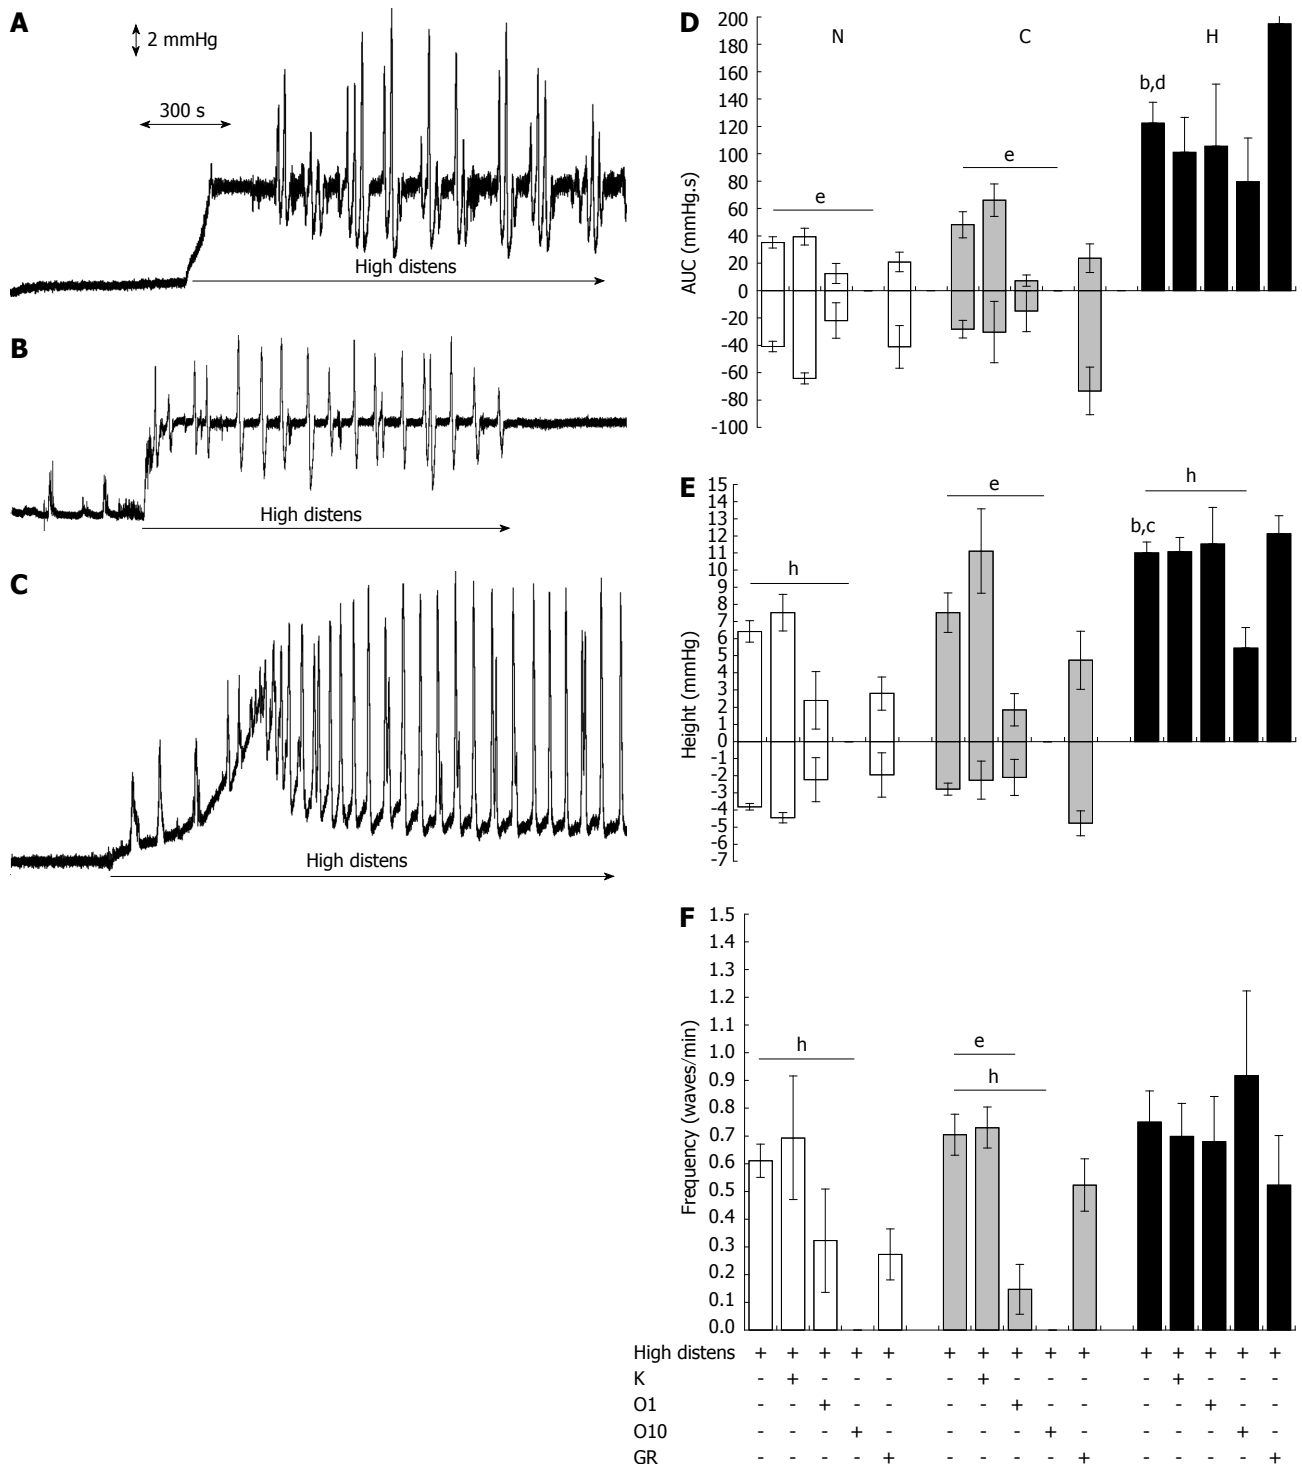 A
2 mmHg
300 s
High distens
B
High distens
C
High distens
D
N C H
AUC (mmHg.s)
200
180
160
140
120
100
80
60
40
20
0
-20
-40
-60
-80
-100
e
e
b,d
E
Height (mmHg)
15
14
13
12
11
10
9
8
7
6
5
4
3
2
1
0
-1
-2
-3
-4
-5
-6
-7
h
e
h
b,c
F
Frequency (waves/min)
1.5
1.4
1.3
1.2
1.1
1.0
0.9
0.8
0.7
0.6
0.5
0.4
0.3
0.2
0.1
0.0
h
e
h
High distens + + + + + + + + + + + + + + +
K - + - - - - + - - - - + - - -
O1 - - + - - - - + - - - - + - -
O10 - - - + - - - - + - - - - + -
GR - - - - + - - - - + - - - - +